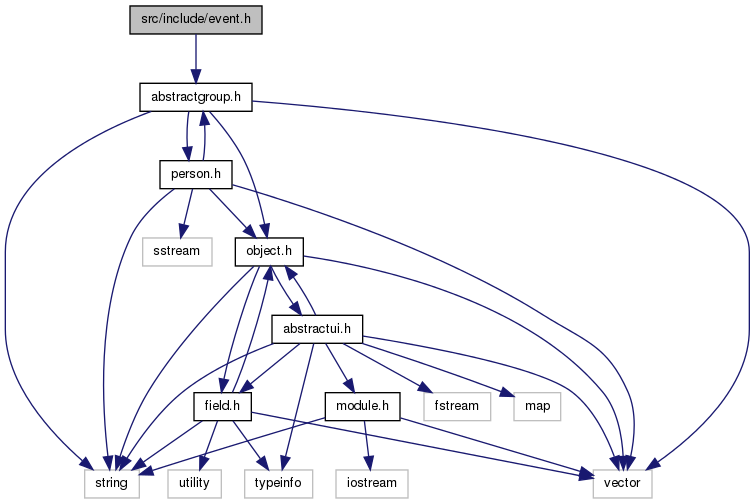 src/include/event.h
abstractgroup.h
person.h
sstream
object.h
abstractui.h
field.h
module.h
fstream
map
string
utility
typeinfo
iostream
vector